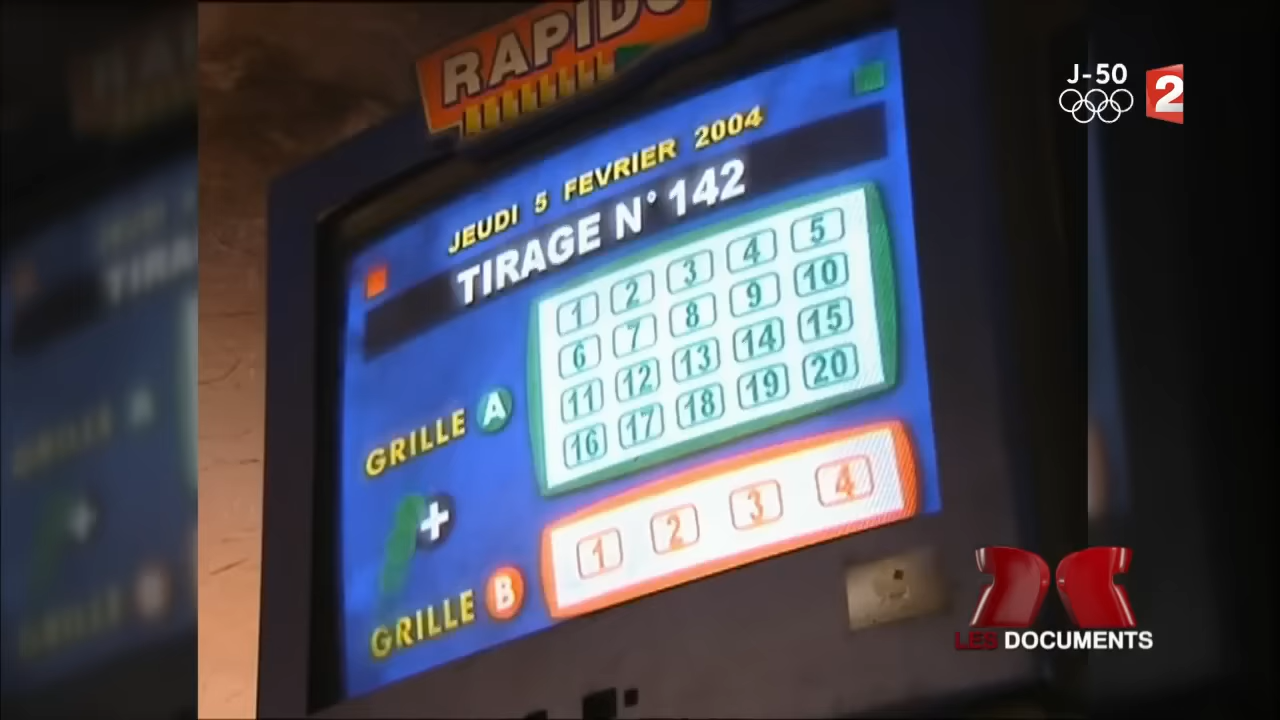 RAPIDO
J-50
2
JEUDI 5 FEVRIER 2004
TIRAGE N° 142
1 2 3 4 5
6 7 8 9 10
11 12 13 14 15
16 17 18 19 20
GRILLE A
+
GRILLE B
1 2 3 4
LES DOCUMENTS